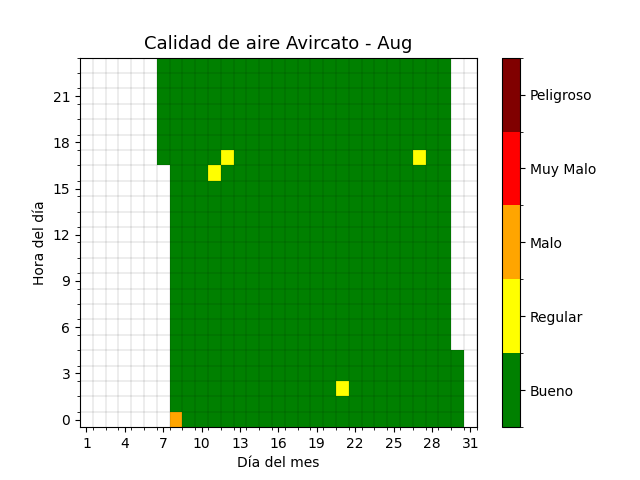 Calidad de aire Avircato - Aug
Hora del día
21
18
15
12
9
6
3
0
1 4 7 10 13 16 19 22 25 28 31
Día del mes
Peligroso
Muy Malo
Malo
Regular
Bueno